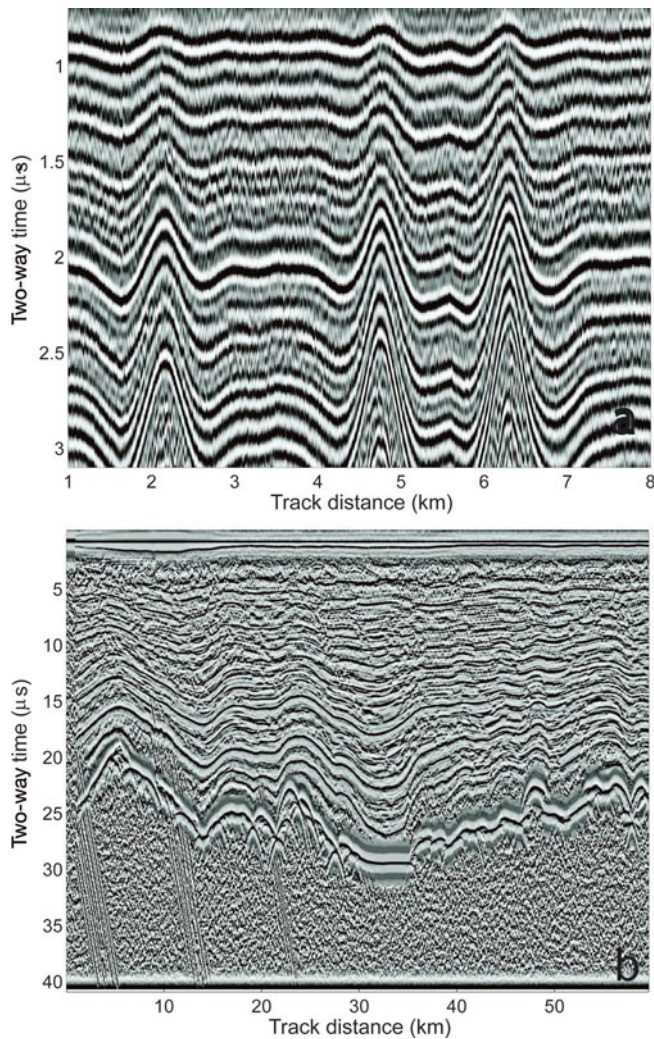 Two-way time (μs)
1
1.5
2
2.5
3
a
1 2 3 4 5 6 7 8
Track distance (km)
Two-way time (μs)
5
10
15
20
25
30
35
40
b
10 20 30 40 50
Track distance (km)